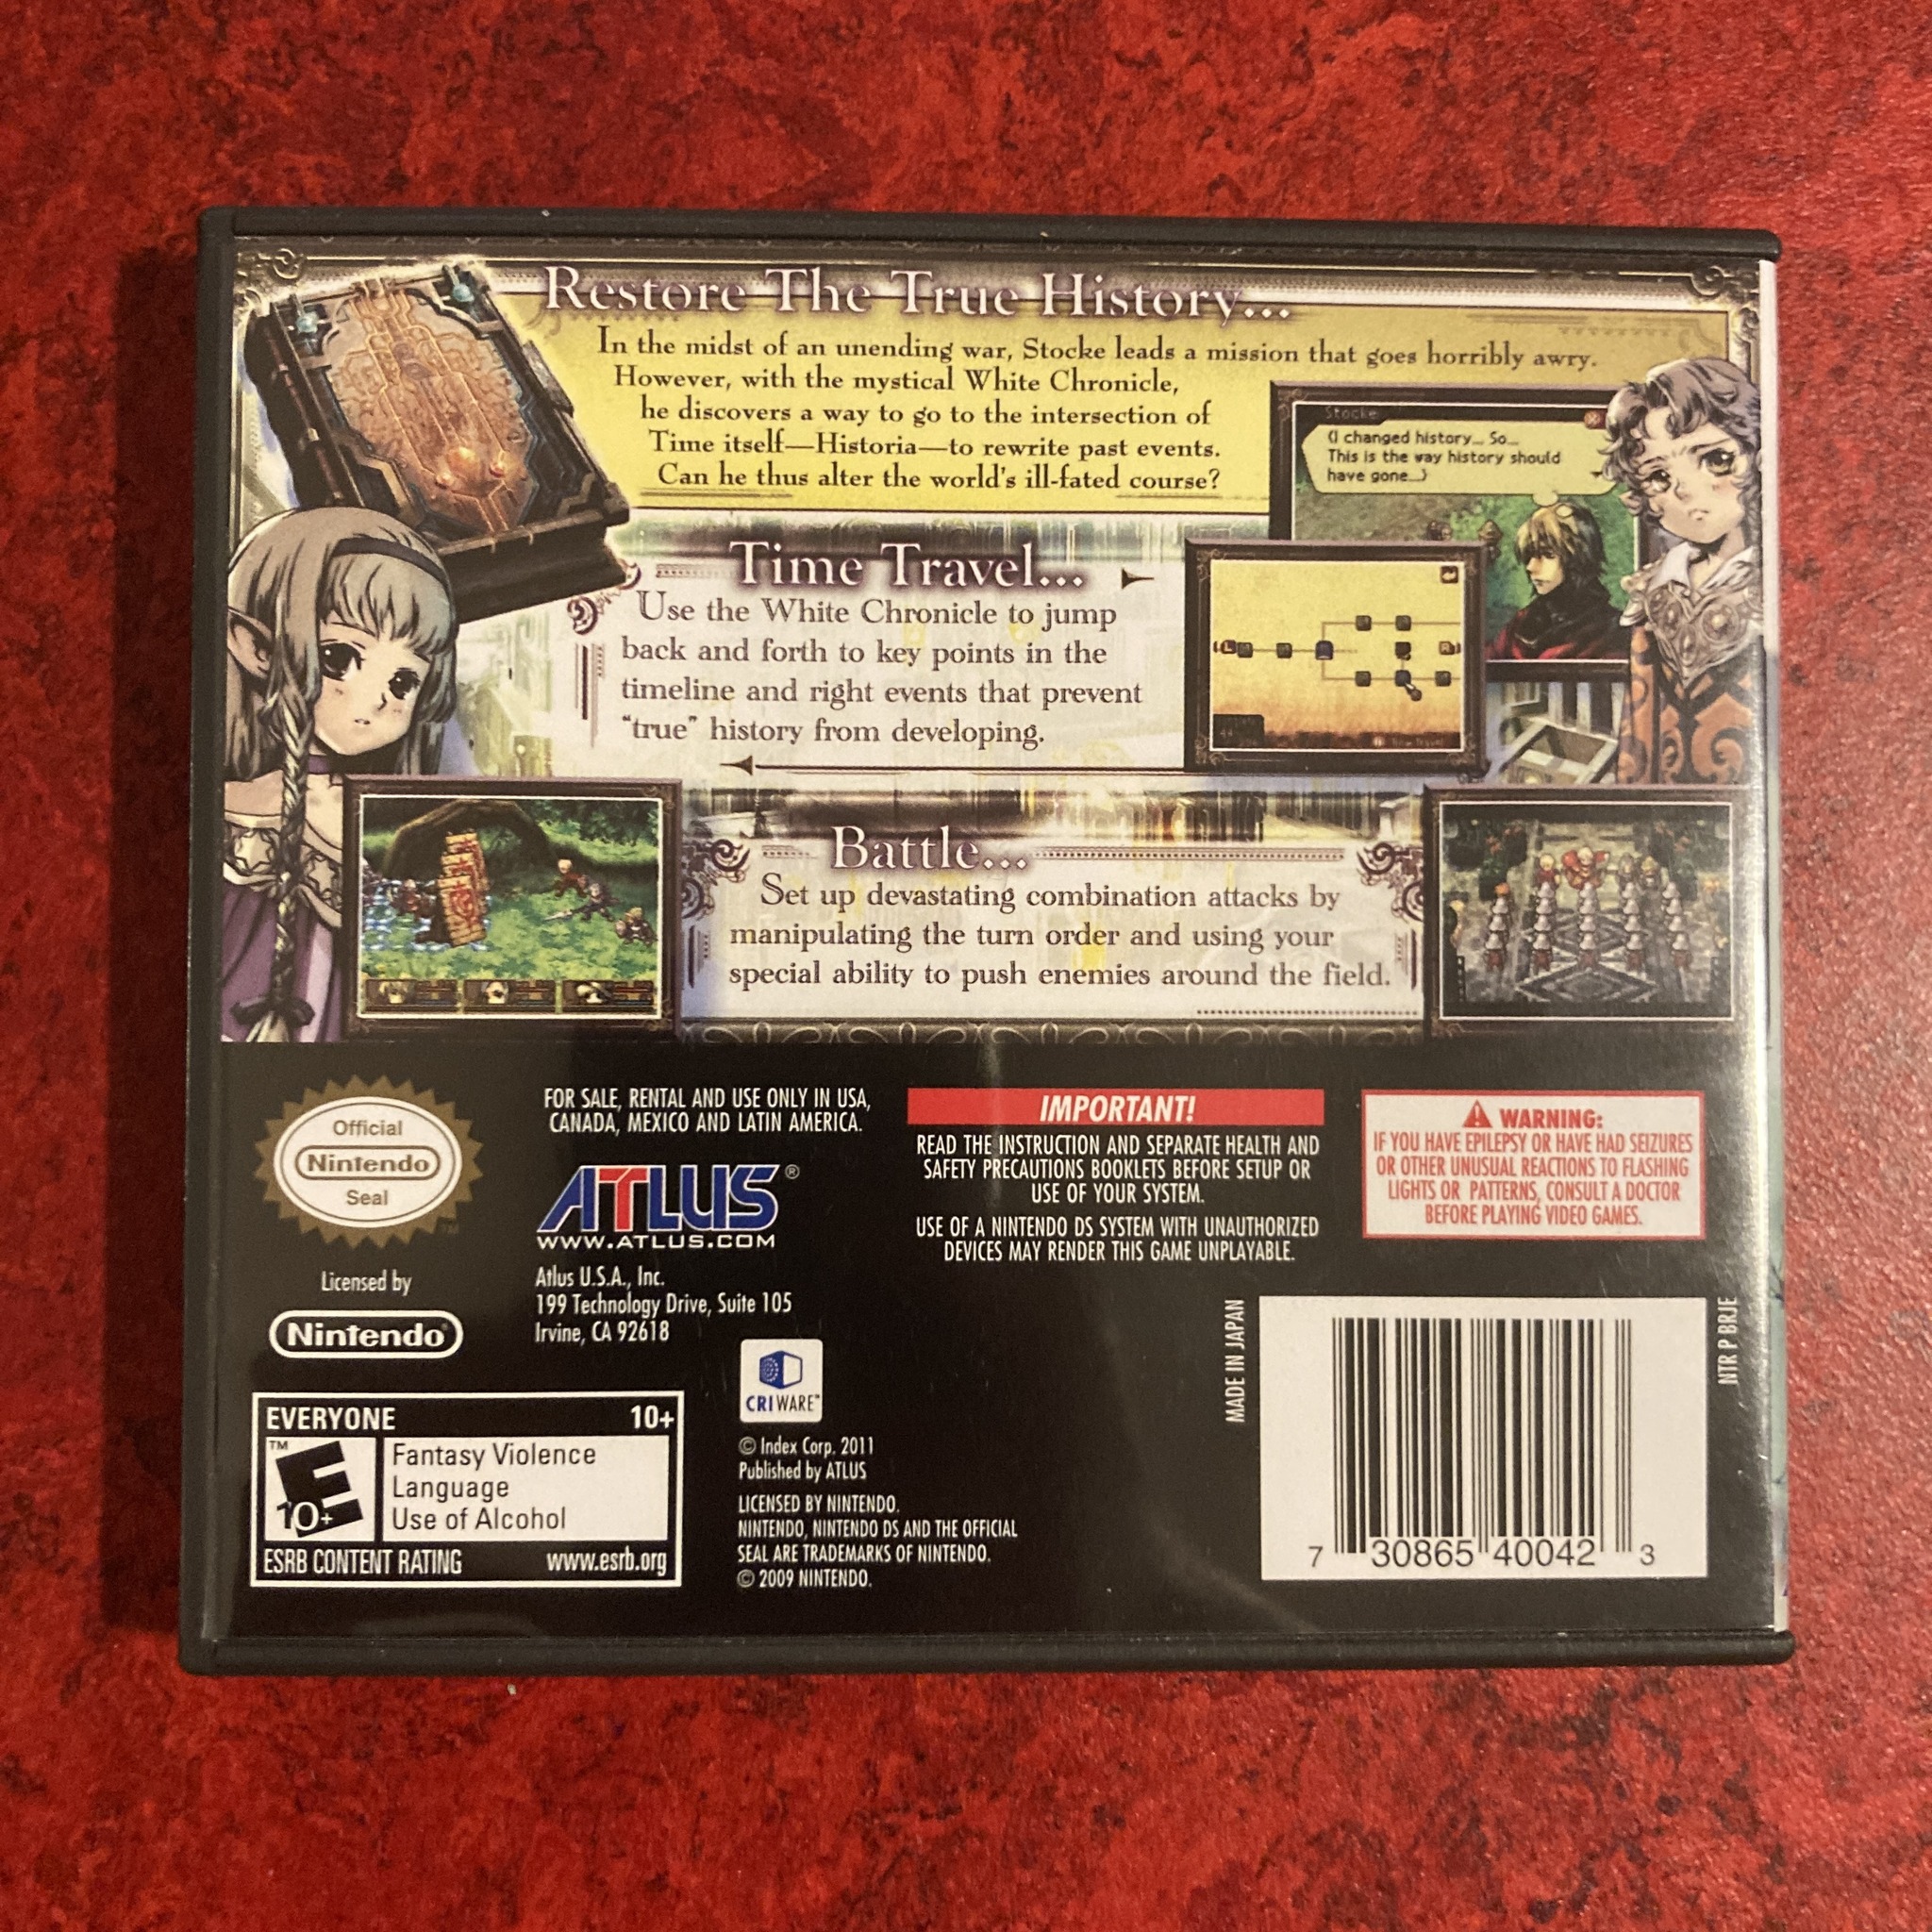 Restore The True History...
In the midst of an unending war, Stocke leads a mission that goes horribly awry.
However, with the mystical White Chronicle,
he discovers a way to go to the intersection of
Time itself—Historia—to rewrite past events.
Can he thus alter the world's ill-fated course?
Stocke
(I changed history... So...
This is the way history should
have gone...)
Time Travel...
Use the White Chronicle to jump
back and forth to key points in the
timeline and right events that prevent
"true" history from developing.
Battle...
Set up devastating combination attacks by
manipulating the turn order and using your
special ability to push enemies around the field.
Official
Nintendo
Seal
TM
Licensed by
Nintendo®
FOR SALE, RENTAL AND USE ONLY IN USA,
CANADA, MEXICO AND LATIN AMERICA.
ATLUS®
WWW.ATLUS.COM
Atlus U.S.A., Inc.
199 Technology Drive, Suite 105
Irvine, CA 92618
IMPORTANT!
READ THE INSTRUCTION AND SEPARATE HEALTH AND
SAFETY PRECAUTIONS BOOKLETS BEFORE SETUP OR
USE OF YOUR SYSTEM.
USE OF A NINTENDO DS SYSTEM WITH UNAUTHORIZED
DEVICES MAY RENDER THIS GAME UNPLAYABLE.
WARNING:
IF YOU HAVE EPILEPSY OR HAVE HAD SEIZURES
OR OTHER UNUSUAL REACTIONS TO FLASHING
LIGHTS OR PATTERNS, CONSULT A DOCTOR
BEFORE PLAYING VIDEO GAMES.
EVERYONE 10+
TM
E
10+
Fantasy Violence
Language
Use of Alcohol
ESRB CONTENT RATING www.esrb.org
CRIWARE™
© Index Corp. 2011
Published by ATLUS
LICENSED BY NINTENDO.
NINTENDO, NINTENDO DS AND THE OFFICIAL
SEAL ARE TRADEMARKS OF NINTENDO.
© 2009 NINTENDO.
MADE IN JAPAN
NTR P BRJE
7 30865 40042 3